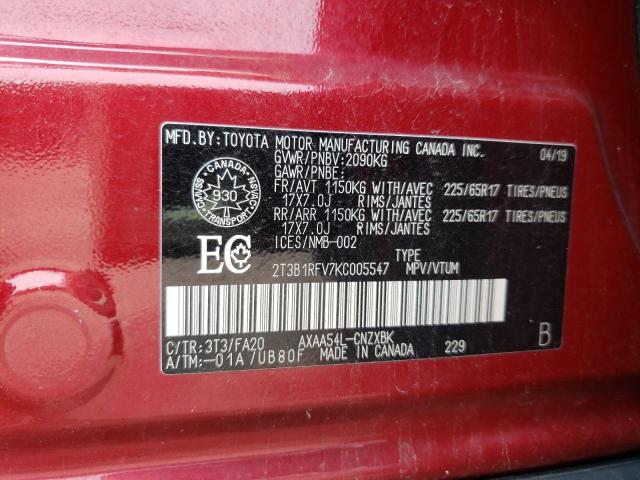 MFD.BY:TOYOTA MOTOR MANUFACTURING CANADA INC. 04/19
GVWR/PNBV:2090KG
GAWR/PNBE:
FR/AVT 1150KG WITH/AVEC 225/65R17 TIRES/PNEUS
17X7.0J RIMS/JANTES
RR/ARR 1150KG WITH/AVEC 225/65R17 TIRES/PNEUS
17X7.0J RIMS/JANTES
ICES/NMB-002
CANADA
CMVSS 930 NSVAC
TRANSPORT
EC
TYPE
2T3B1RFV7KC005547 MPV/VTUM
C/TR:3T3/FA20 AXAA54L-CNZXBK B
A/TM:-01A/UB80F MADE IN CANADA 229